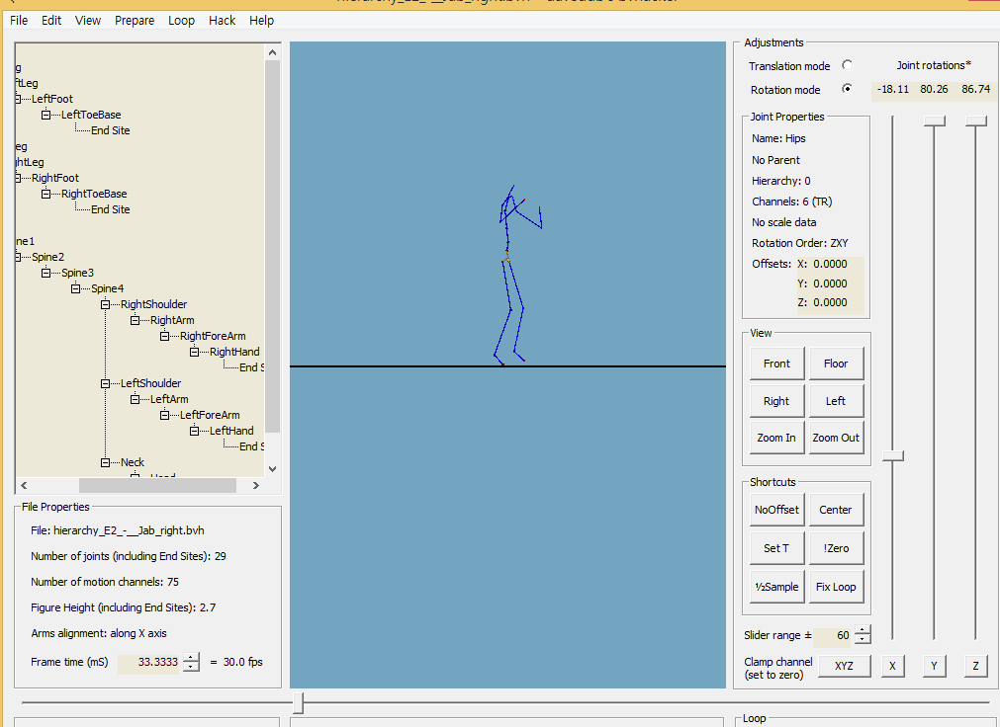 File Edit View Prepare Loop Hack Help
LeftFoot
LeftToeBase
End Site
RightFoot
RightToeBase
End Site
Spine2
Spine3
Spine4
RightShoulder
RightArm
RightForeArm
RightHand
End S
LeftShoulder
LeftArm
LeftForeArm
LeftHand
End S
Neck
File Properties
File: hierarchy_E2_-__Jab_right.bvh
Number of joints (including End Sites): 29
Number of motion channels: 75
Figure Height (including End Sites): 2.7
Arms alignment: along X axis
Frame time (mS) 33.3333 = 30.0 fps
Adjustments
Translation mode
Rotation mode
Joint rotations*
-18.11 80.26 86.74
Joint Properties
Name: Hips
No Parent
Hierarchy: 0
Channels: 6 (TR)
No scale data
Rotation Order: ZXY
Offsets: X: 0.0000
Y: 0.0000
Z: 0.0000
View
Front Floor
Right Left
Zoom In Zoom Out
Shortcuts
NoOffset Center
Set T !Zero
½Sample Fix Loop
Slider range ± 60
Clamp channel
(set to zero)
XYZ X Y Z
Loop